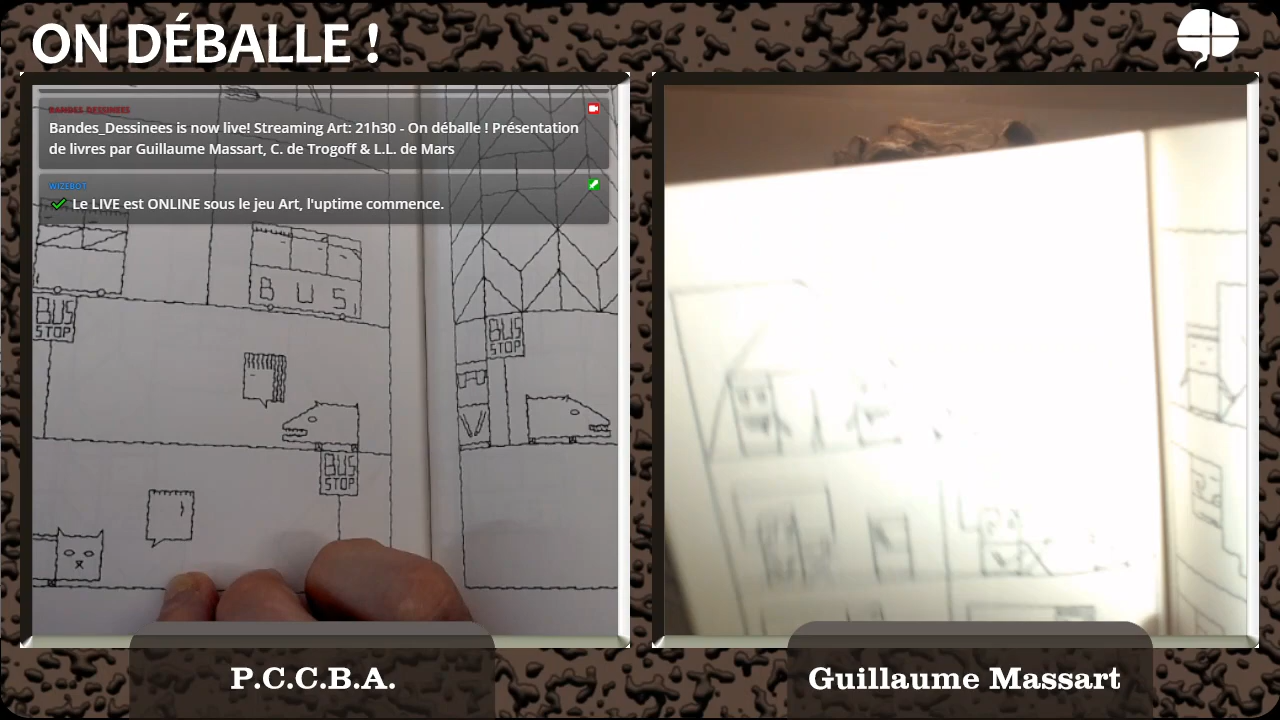 ON DÉBALLE !
BANDES_DESSINEES
Bandes_Dessinees is now live! Streaming Art: 21h30 - On déballe ! Présentation
de livres par Guillaume Massart, C. de Trogoff & L.L. de Mars
WIZEBOT
Le LIVE est ONLINE sous le jeu Art, l'uptime commence.
BUS
BUS
STOP
BUS
STOP
BUS
STOP
P.C.C.B.A.
Guillaume Massart